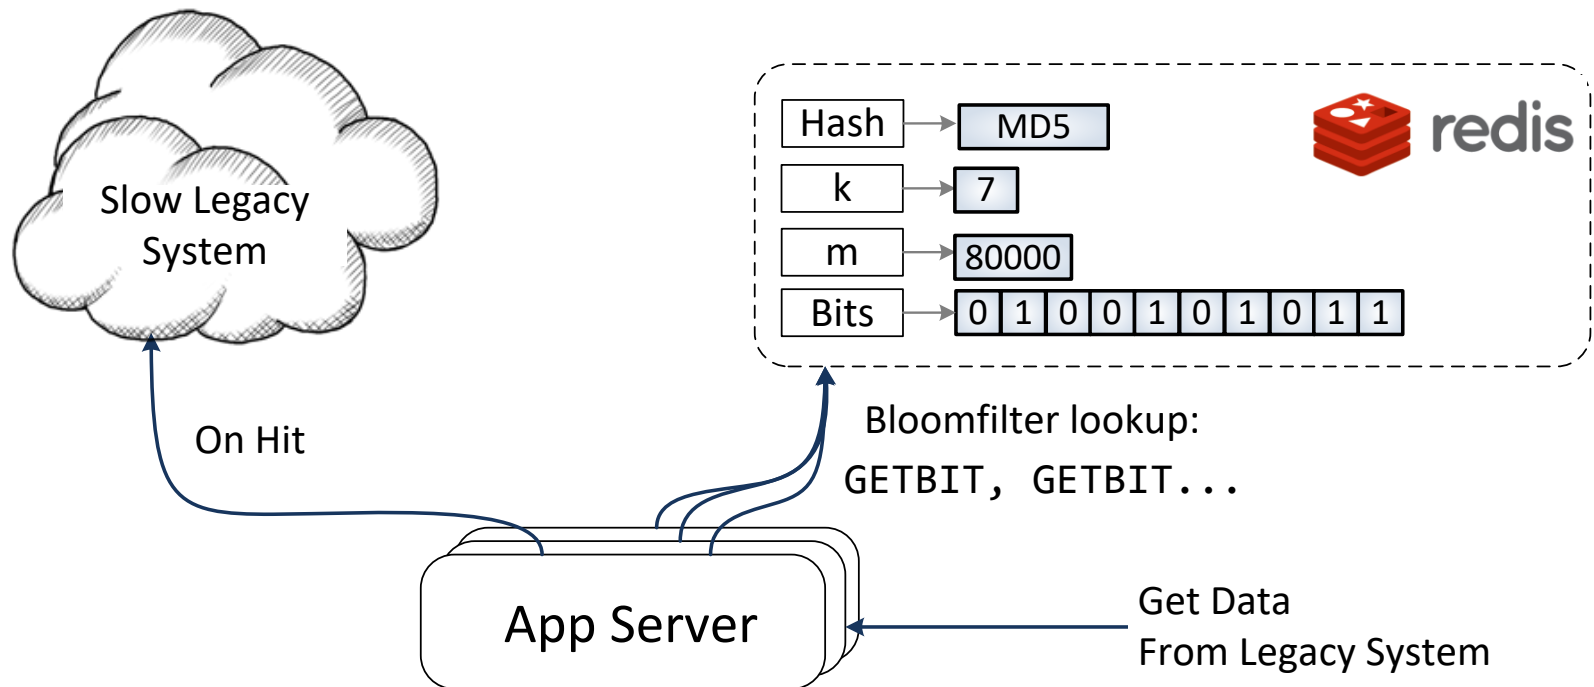 Slow Legacy
System
Hash
MD5
k
7
m
80000
Bits
0 1 0 0 1 0 1 0 1 1
redis
On Hit
Bloomfilter lookup:
GETBIT, GETBIT...
App Server
Get Data
From Legacy System